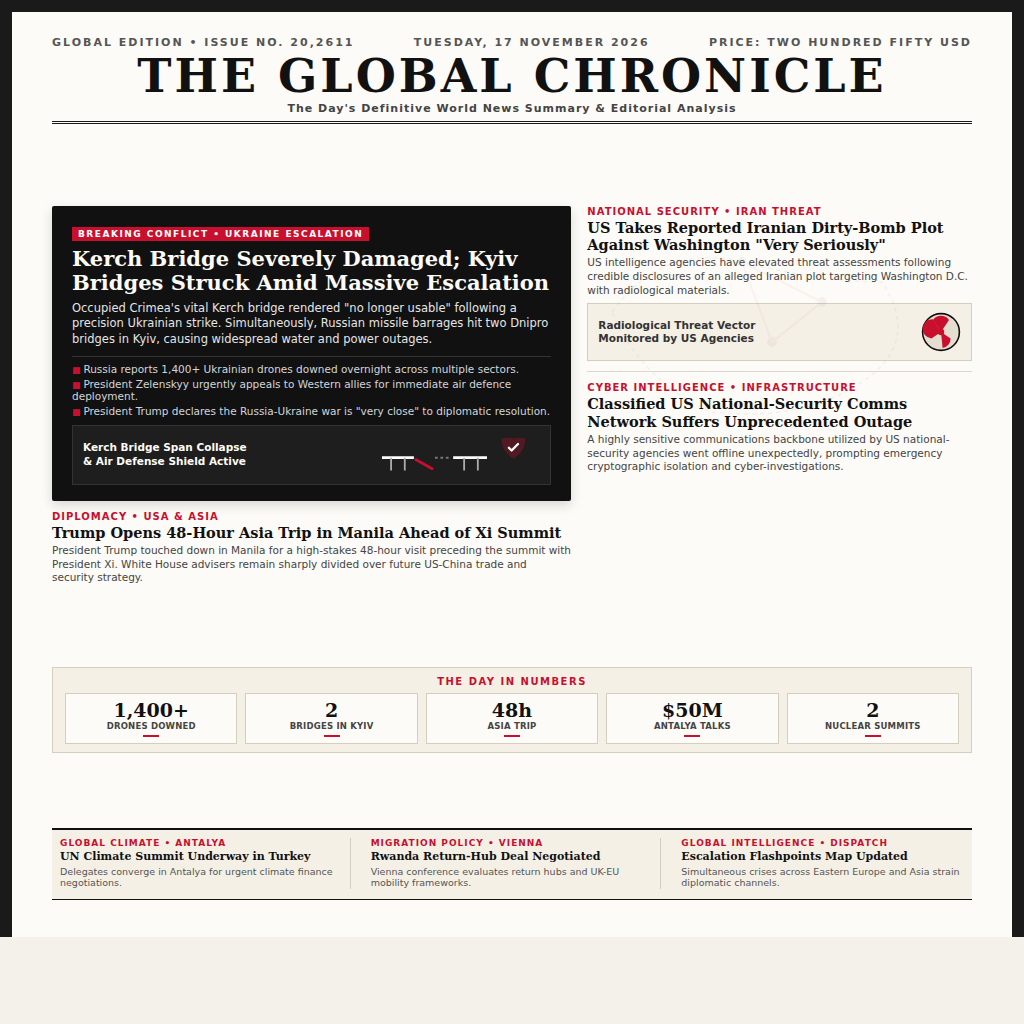 GLOBAL EDITION • ISSUE NO. 20,2611
TUESDAY, 17 NOVEMBER 2026
PRICE: TWO HUNDRED FIFTY USD
THE GLOBAL CHRONICLE
The Day's Definitive World News Summary & Editorial Analysis
BREAKING CONFLICT • UKRAINE ESCALATION
Kerch Bridge Severely Damaged; Kyiv
Bridges Struck Amid Massive Escalation
Occupied Crimea's vital Kerch bridge rendered "no longer usable" following a
precision Ukrainian strike. Simultaneously, Russian missile barrages hit two Dnipro
bridges in Kyiv, causing widespread water and power outages.
■ Russia reports 1,400+ Ukrainian drones downed overnight across multiple sectors.
■ President Zelenskyy urgently appeals to Western allies for immediate air defence
deployment.
■ President Trump declares the Russia-Ukraine war is "very close" to diplomatic resolution.
Kerch Bridge Span Collapse
& Air Defense Shield Active
DIPLOMACY • USA & ASIA
Trump Opens 48-Hour Asia Trip in Manila Ahead of Xi Summit
President Trump touched down in Manila for a high-stakes 48-hour visit preceding the summit with
President Xi. White House advisers remain sharply divided over future US-China trade and
security strategy.
NATIONAL SECURITY • IRAN THREAT
US Takes Reported Iranian Dirty-Bomb Plot
Against Washington "Very Seriously"
US intelligence agencies have elevated threat assessments following
credible disclosures of an alleged Iranian plot targeting Washington D.C.
with radiological materials.
Radiological Threat Vector
Monitored by US Agencies
CYBER INTELLIGENCE • INFRASTRUCTURE
Classified US National-Security Comms
Network Suffers Unprecedented Outage
A highly sensitive communications backbone utilized by US national-
security agencies went offline unexpectedly, prompting emergency
cryptographic isolation and cyber-investigations.
THE DAY IN NUMBERS
1,400+
DRONES DOWNED
2
BRIDGES IN KYIV
48h
ASIA TRIP
$50M
ANTALYA TALKS
2
NUCLEAR SUMMITS
GLOBAL CLIMATE • ANTALYA
UN Climate Summit Underway in Turkey
Delegates converge in Antalya for urgent climate finance
negotiations.
MIGRATION POLICY • VIENNA
Rwanda Return-Hub Deal Negotiated
Vienna conference evaluates return hubs and UK-EU
mobility frameworks.
GLOBAL INTELLIGENCE • DISPATCH
Escalation Flashpoints Map Updated
Simultaneous crises across Eastern Europe and Asia strain
diplomatic channels.